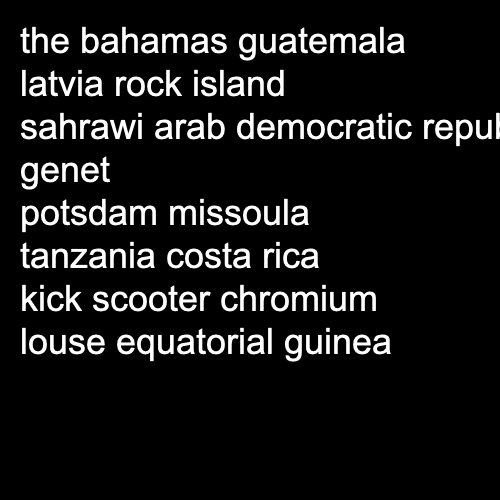 the bahamas guatemala
latvia rock island
sahrawi arab democratic
genet
potsdam missoula
tanzania costa rica
kick scooter chromium
louse equatorial guinea